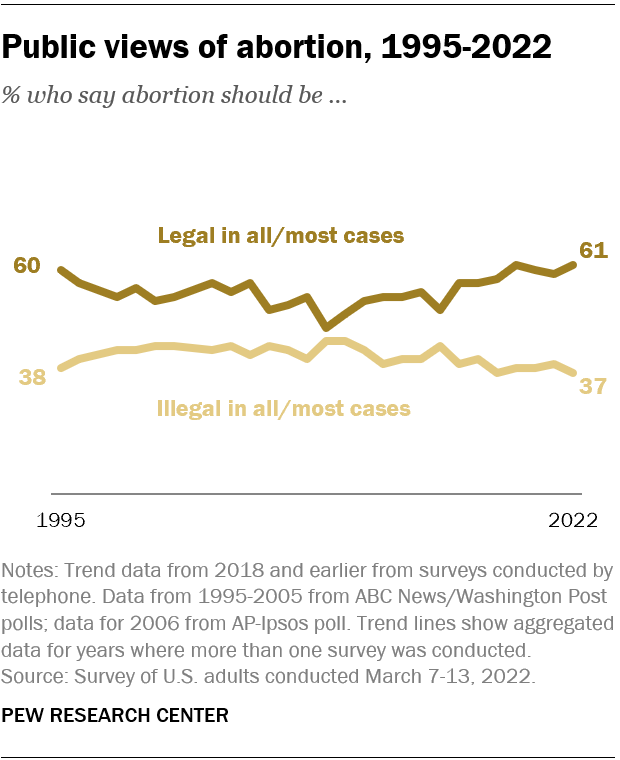 Public views of abortion, 1995-2022
% who say abortion should be ...
Legal in all/most cases
60
61
38
37
Illegal in all/most cases
1995
2022
Notes: Trend data from 2018 and earlier from surveys conducted by
telephone. Data from 1995-2005 from ABC News/Washington Post
polls; data for 2006 from AP-Ipsos poll. Trend lines show aggregated
data for years where more than one survey was conducted.
Source: Survey of U.S. adults conducted March 7-13, 2022.
PEW RESEARCH CENTER